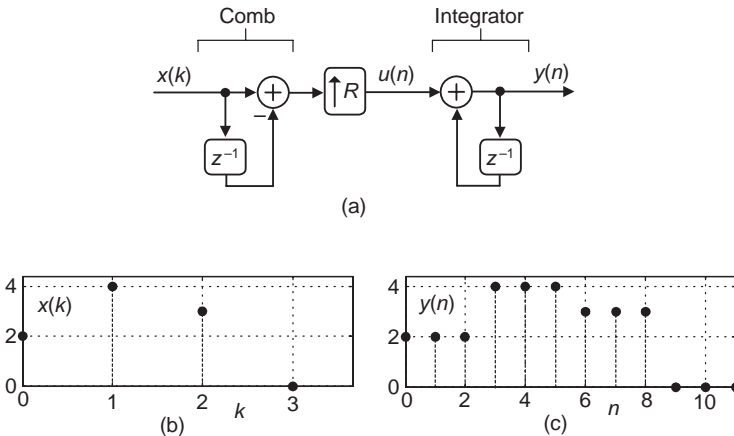 Comb Integrator
x(k) u(n) y(n)
+ ↑R +
−
z⁻¹ z⁻¹
(a)
4 x(k) 4 y(n)
2 2
0 0
0 1 2 3 0 2 4 6 8 10
k n
(b) (c)